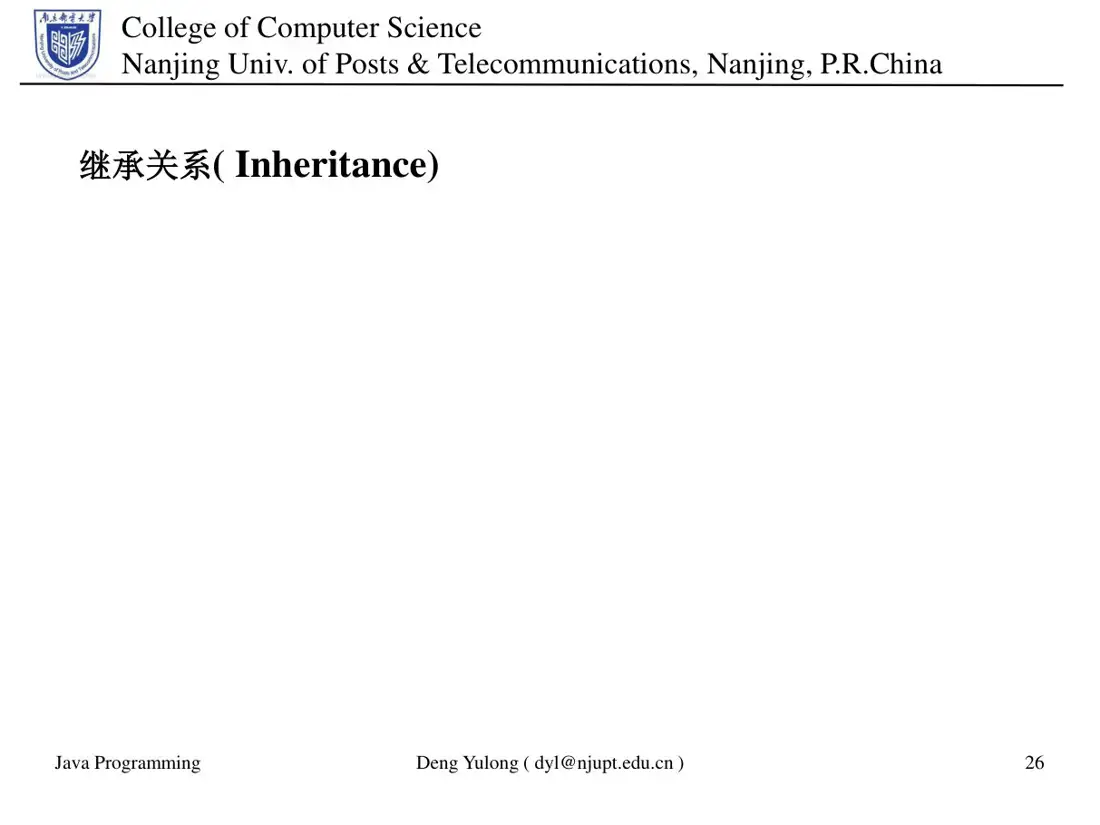 College of Computer Science
Nanjing Univ. of Posts & Telecommunications, Nanjing, P.R.China
继承关系( Inheritance)
Java Programming
Deng Yulong ( dyl@njupt.edu.cn )
26